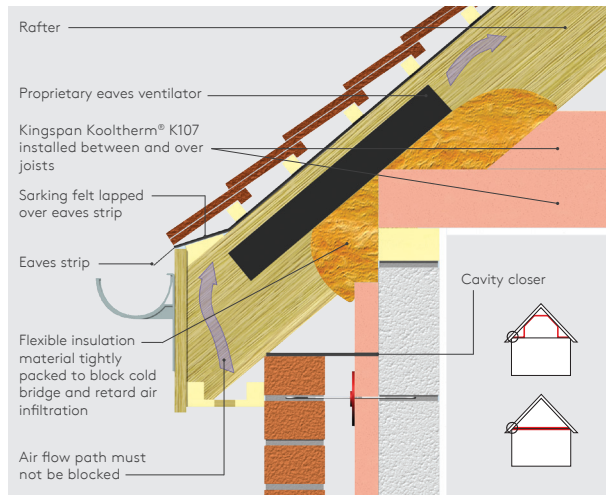 Rafter
Proprietary eaves ventilator
Kingspan Kooltherm® K107
installed between and over
joists
Sarking felt lapped
over eaves strip
Eaves strip
Cavity closer
Flexible insulation
material tightly
packed to block cold
bridge and retard air
infiltration
Air flow path must
not be blocked